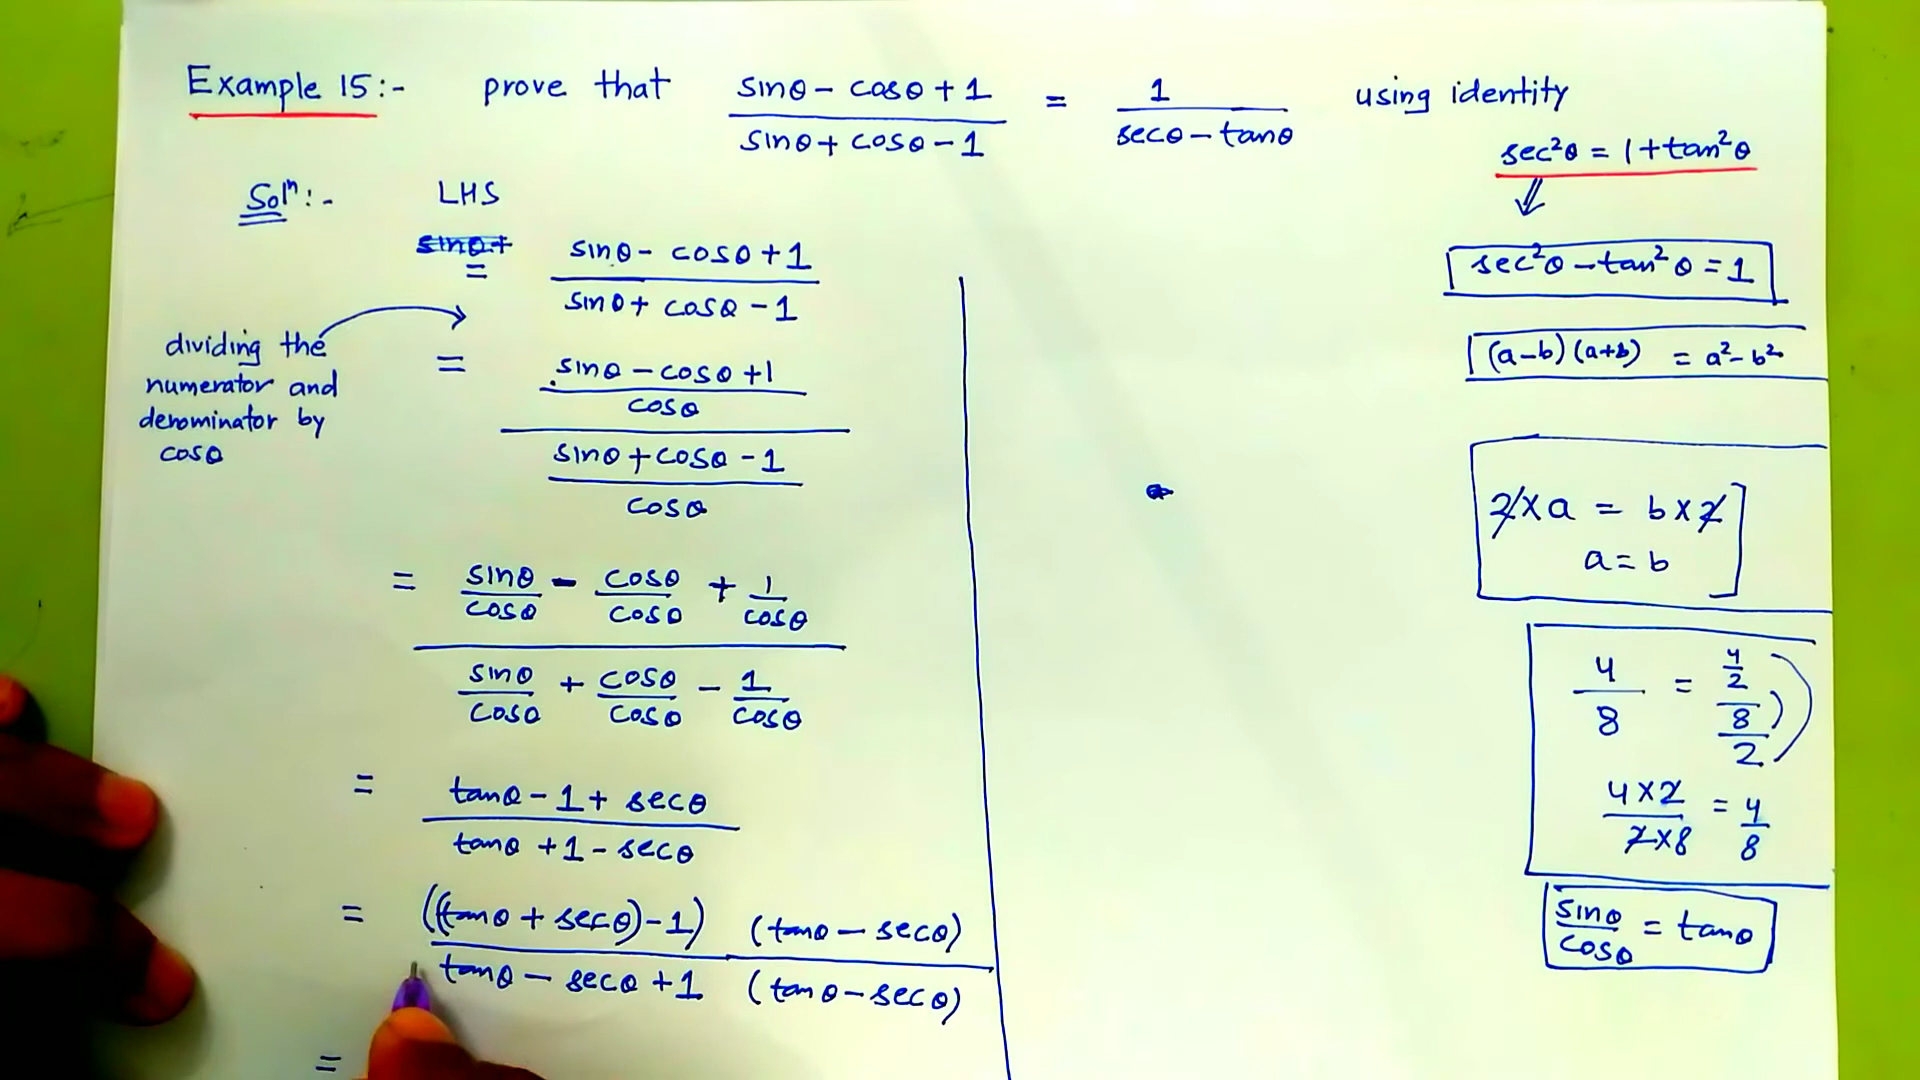 Example 15:- prove that sinθ - cosθ + 1 / sinθ + cosθ - 1 = 1 / secθ - tanθ using identity
sec²θ = 1 + tan²θ
⇓
Solⁿ:- LHS
sinθ+
= sinθ - cosθ + 1 / sinθ + cosθ - 1
dividing the
numerator and
denominator by
cosθ
= sinθ - cosθ + 1 / cosθ / sinθ + cosθ - 1 / cosθ
= sinθ/cosθ - cosθ/cosθ + 1/cosθ / sinθ/cosθ + cosθ/cosθ - 1/cosθ
= tanθ - 1 + secθ / tanθ + 1 - secθ
= ((tanθ + secθ) - 1) (tanθ - secθ) / tanθ - secθ + 1 (tanθ - secθ)
=
sec²θ - tan²θ = 1
(a-b) (a+b) = a² - b²
2 x a = b x 2
a = b
4/8 = 4/2 / 8/2
4 x 2 / 2 x 8 = 4/8
sinθ/cosθ = tanθ